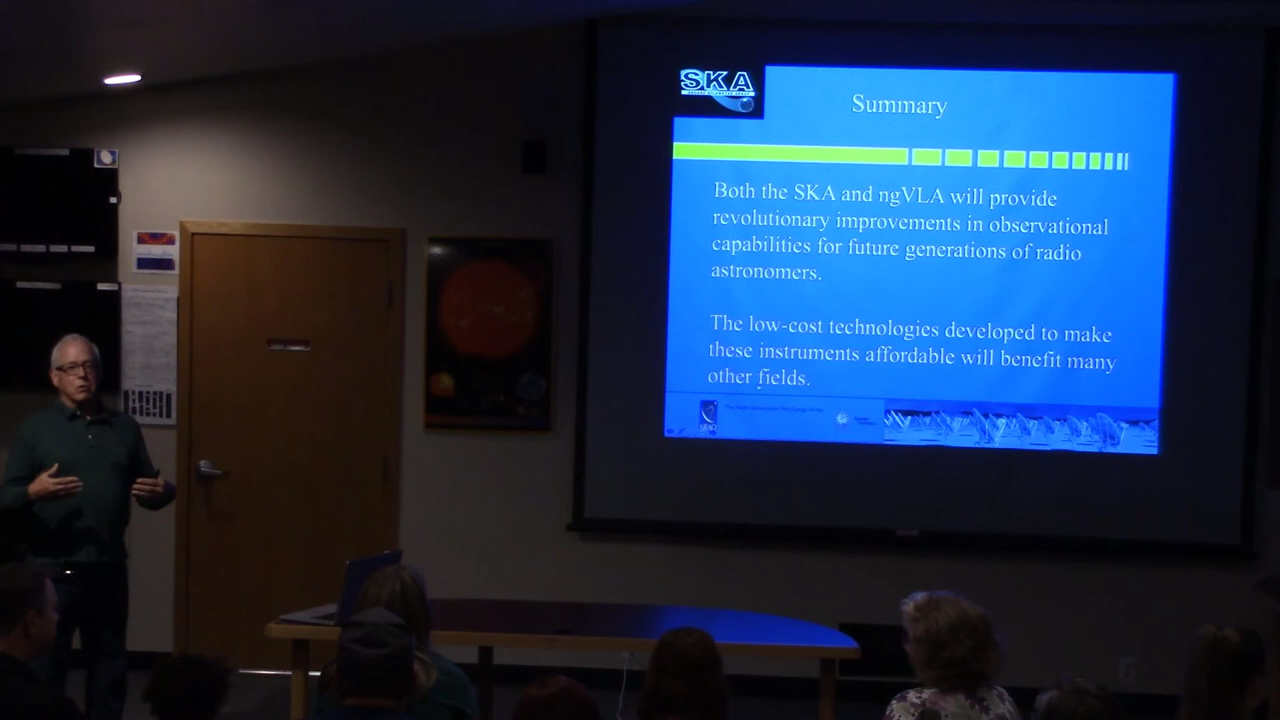 SKA
Summary
Both the SKA and ngVLA will provide
revolutionary improvements in observational
capabilities for future generations of radio
astronomers.
The low-cost technologies developed to make
these instruments affordable will benefit many
other fields.